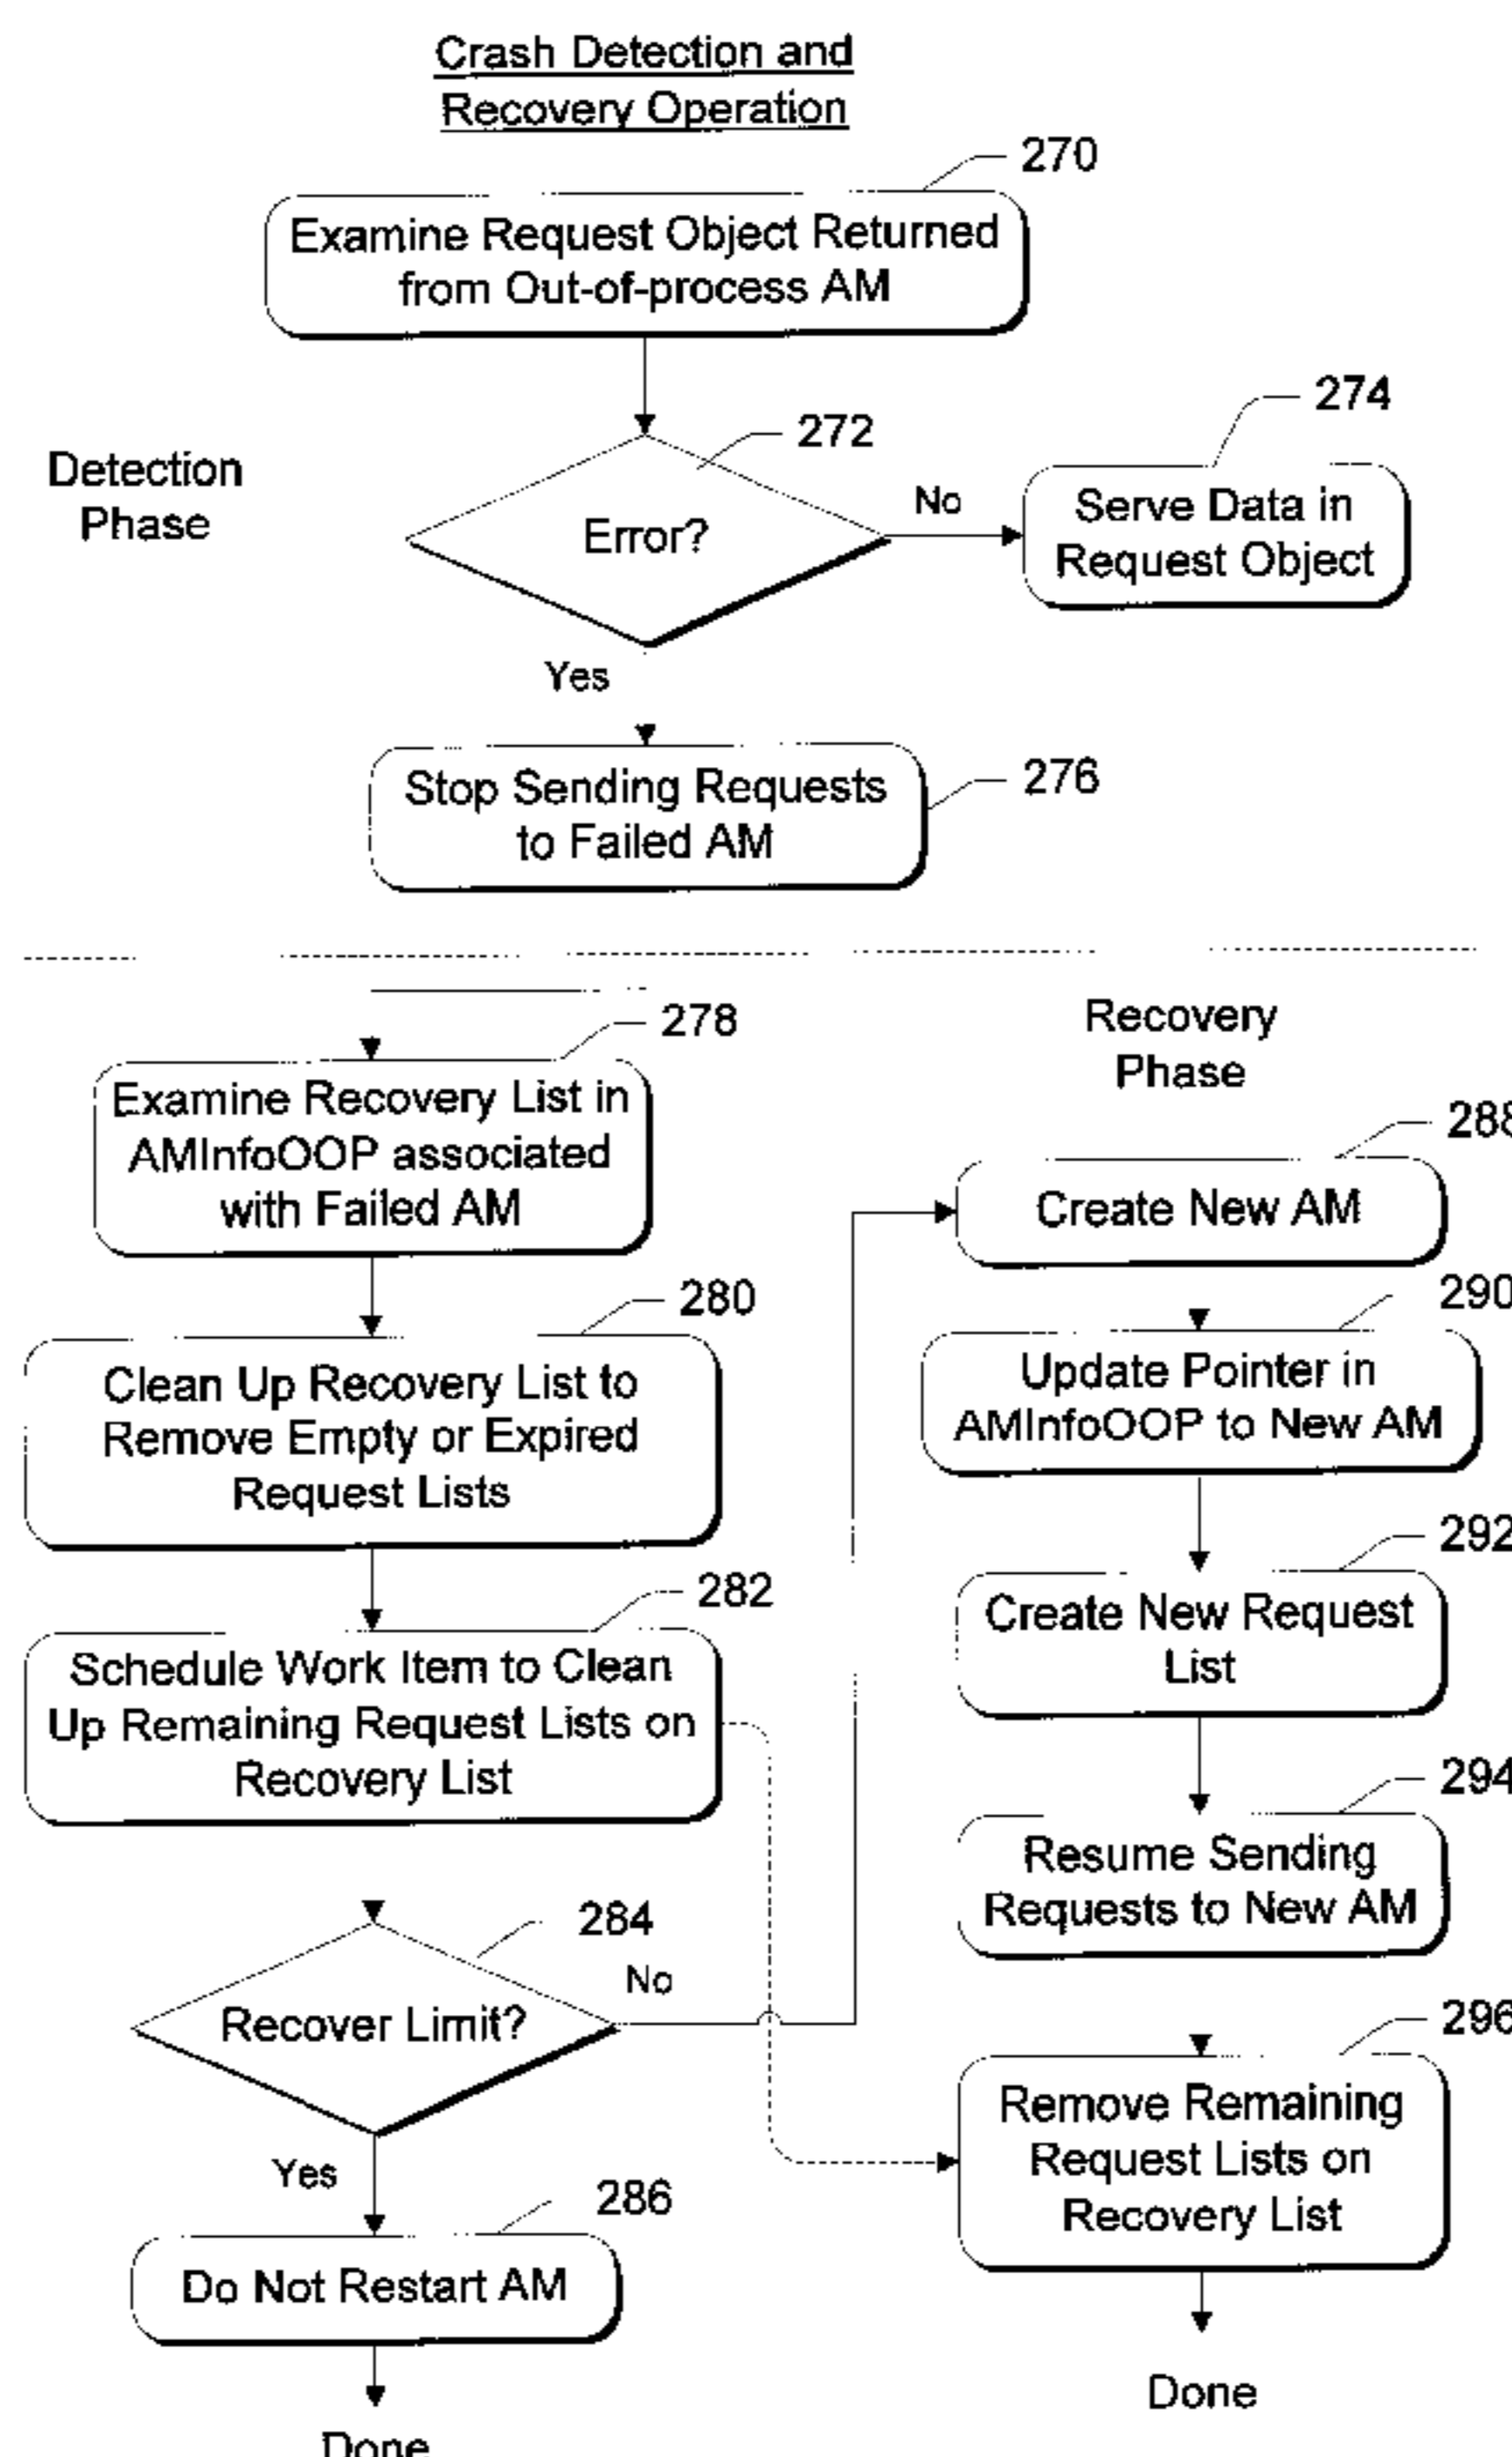 Crash Detection and
Recovery Operation
270
Examine Request Object Returned
from Out-of-process AM
272
274
Detection
Phase
Error?
No
Serve Data in
Request Object
Yes
276
Stop Sending Requests
to Failed AM
278
Examine Recovery List in
AMInfoOOP associated
with Failed AM
280
Clean Up Recovery List to
Remove Empty or Expired
Request Lists
282
Schedule Work Item to Clean
Up Remaining Request Lists on
Recovery List
284
No
Recover Limit?
Yes
286
Do Not Restart AM
Done
Recovery
Phase
288
Create New AM
290
Update Pointer in
AMInfoOOP to New AM
292
Create New Request
List
294
Resume Sending
Requests to New AM
296
Remove Remaining
Request Lists on
Recovery List
Done